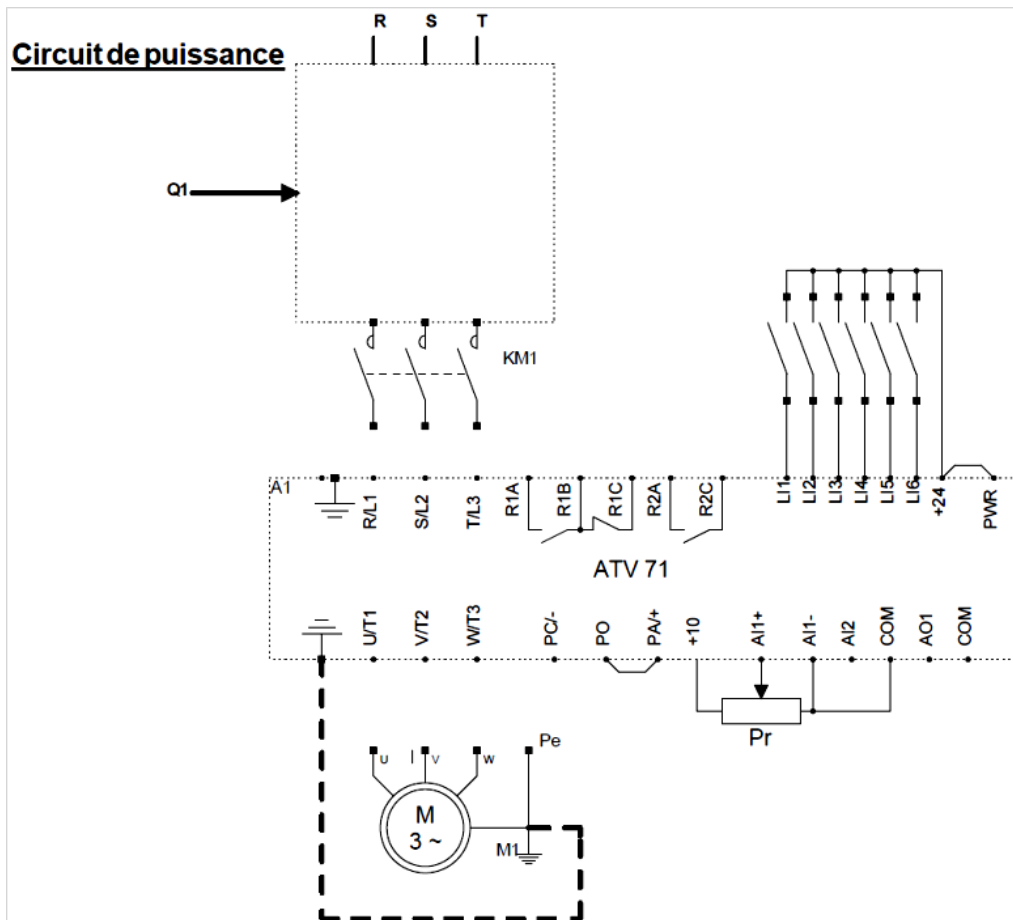 R S T
Circuit de puissance
Q1
KM1
A1
R/L1 S/L2 T/L3 R1A R1B R1C R2A R2C LI1 LI2 LI3 LI4 LI5 LI6 +24 PWR
ATV 71
U/T1 V/T2 W/T3 PC/- PO PA/+ +10 AI1+ AI1- AI2 COM AO1 COM
Pr
Pe
U V W
M
3 ~
M1